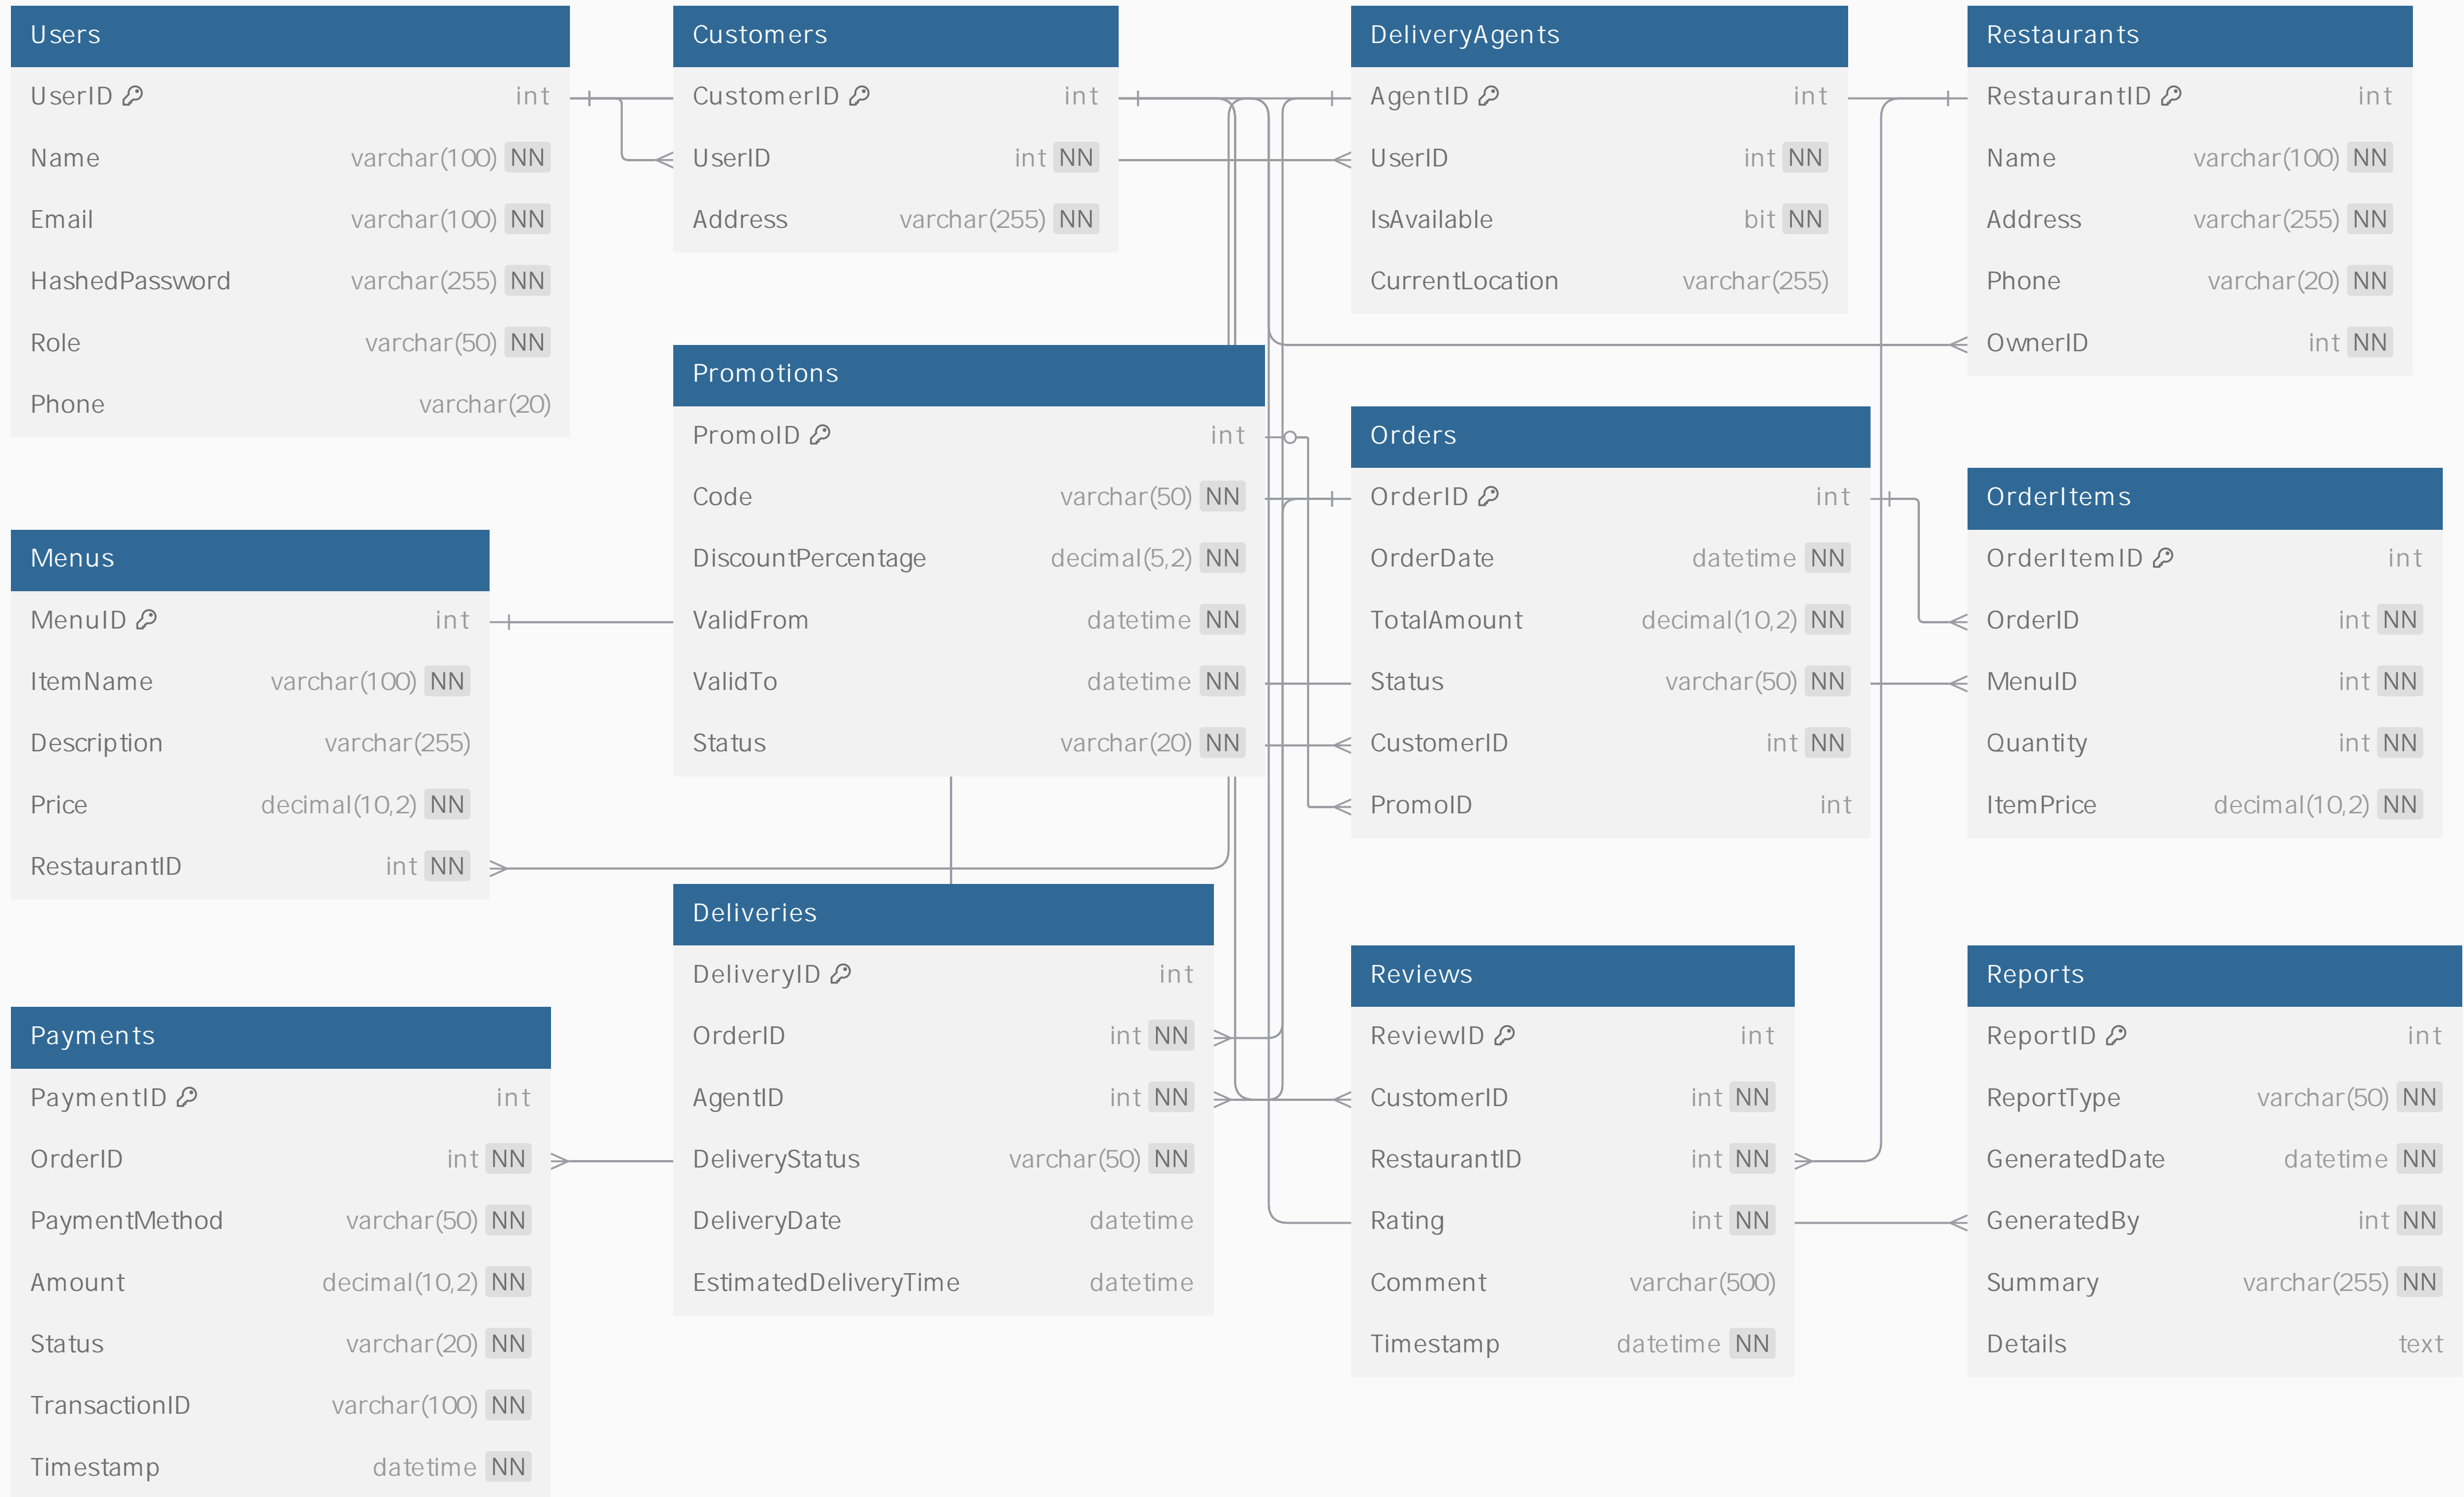 Users
UserID int
Name varchar(100) NN
Email varchar(100) NN
HashedPassword varchar(255) NN
Role varchar(50) NN
Phone varchar(20)
Customers
CustomerID int
UserID int NN
Address varchar(255) NN
DeliveryAgents
AgentID int
UserID int NN
IsAvailable bit NN
CurrentLocation varchar(255)
Restaurants
RestaurantID int
Name varchar(100) NN
Address varchar(255) NN
Phone varchar(20) NN
OwnerID int NN
Promotions
PromoID int
Code varchar(50) NN
DiscountPercentage decimal(5,2) NN
ValidFrom datetime NN
ValidTo datetime NN
Status varchar(20) NN
Orders
OrderID int
OrderDate datetime NN
TotalAmount decimal(10,2) NN
Status varchar(50) NN
CustomerID int NN
PromoID int
OrderItems
OrderItemID int
OrderID int NN
MenuID int NN
Quantity int NN
ItemPrice decimal(10,2) NN
Menus
MenuID int
ItemName varchar(100) NN
Description varchar(255)
Price decimal(10,2) NN
RestaurantID int NN
Deliveries
DeliveryID int
OrderID int NN
AgentID int NN
DeliveryStatus varchar(50) NN
DeliveryDate datetime
EstimatedDeliveryTime datetime
Reviews
ReviewID int
CustomerID int NN
RestaurantID int NN
Rating int NN
Comment varchar(500)
Timestamp datetime NN
Reports
ReportID int
ReportType varchar(50) NN
GeneratedDate datetime NN
GeneratedBy int NN
Summary varchar(255) NN
Details text
Payments
PaymentID int
OrderID int NN
PaymentMethod varchar(50) NN
Amount decimal(10,2) NN
Status varchar(20) NN
TransactionID varchar(100) NN
Timestamp datetime NN